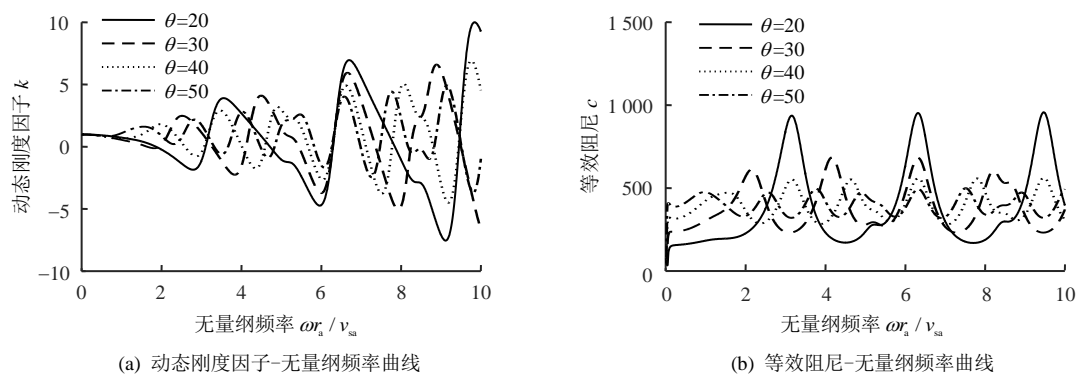 10
5
0
−5
−10
动态刚度因子 k
θ=20
θ=30
θ=40
θ=50
0 2 4 6 8 10
无量纲频率 ωrₐ / vₛₐ
(a) 动态刚度因子-无量纲频率曲线
1 500
1 000
500
0
等效阻尼 c
θ=20
θ=30
θ=40
θ=50
0 2 4 6 8 10
无量纲频率 ωrₐ / vₛₐ
(b) 等效阻尼-无量纲频率曲线